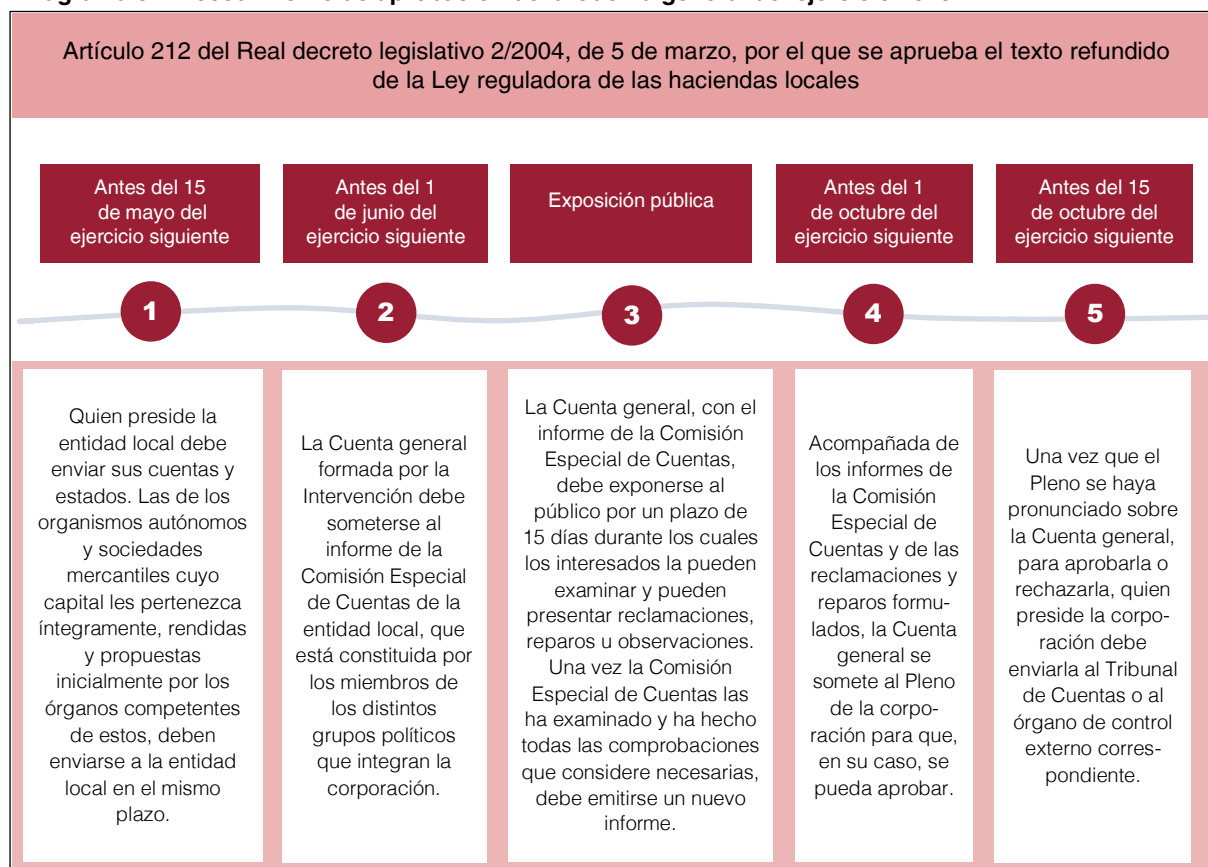 Artículo 212 del Real decreto legislativo 2/2004, de 5 de marzo, por el que se aprueba el texto refundido
de la Ley reguladora de las haciendas locales
Antes del 15
de mayo del
ejercicio siguiente
1
Quien preside la
entidad local debe
enviar sus cuentas y
estados. Las de los
organismos autónomos
y sociedades
mercantiles cuyo
capital les pertenezca
íntegramente, rendidas
y propuestas
inicialmente por los
órganos competentes
de estos, deben
enviarse a la entidad
local en el mismo
plazo.
Antes del 1
de junio del
ejercicio siguiente
2
La Cuenta general
formada por la
Intervención debe
someterse al
informe de la
Comisión Especial
de Cuentas de la
entidad local, que
está constituida por
los miembros de
los distintos
grupos políticos
que integran la
corporación.
Exposición pública
3
La Cuenta general, con el
informe de la Comisión
Especial de Cuentas,
debe exponerse al
público por un plazo de
15 días durante los cuales
los interesados la pueden
examinar y pueden
presentar reclamaciones,
reparos u observaciones.
Una vez la Comisión
Especial de Cuentas las
ha examinado y ha hecho
todas las comprobaciones
que considere necesarias,
debe emitirse un nuevo
informe.
Antes del 1
de octubre del
ejercicio siguiente
4
Acompañada de
los informes de
la Comisión
Especial de
Cuentas y de las
reclamaciones y
reparos formu-
lados, la Cuenta
general se
somete al Pleno
de la corpo-
ración para que,
en su caso, se
pueda aprobar.
Antes del 15
de octubre del
ejercicio siguiente
5
Una vez que el
Pleno se haya
pronunciado sobre
la Cuenta general,
para aprobarla o
rechazarla, quien
preside la corpo-
ración debe
enviarla al Tribunal
de Cuentas o al
órgano de control
externo corres-
pondiente.